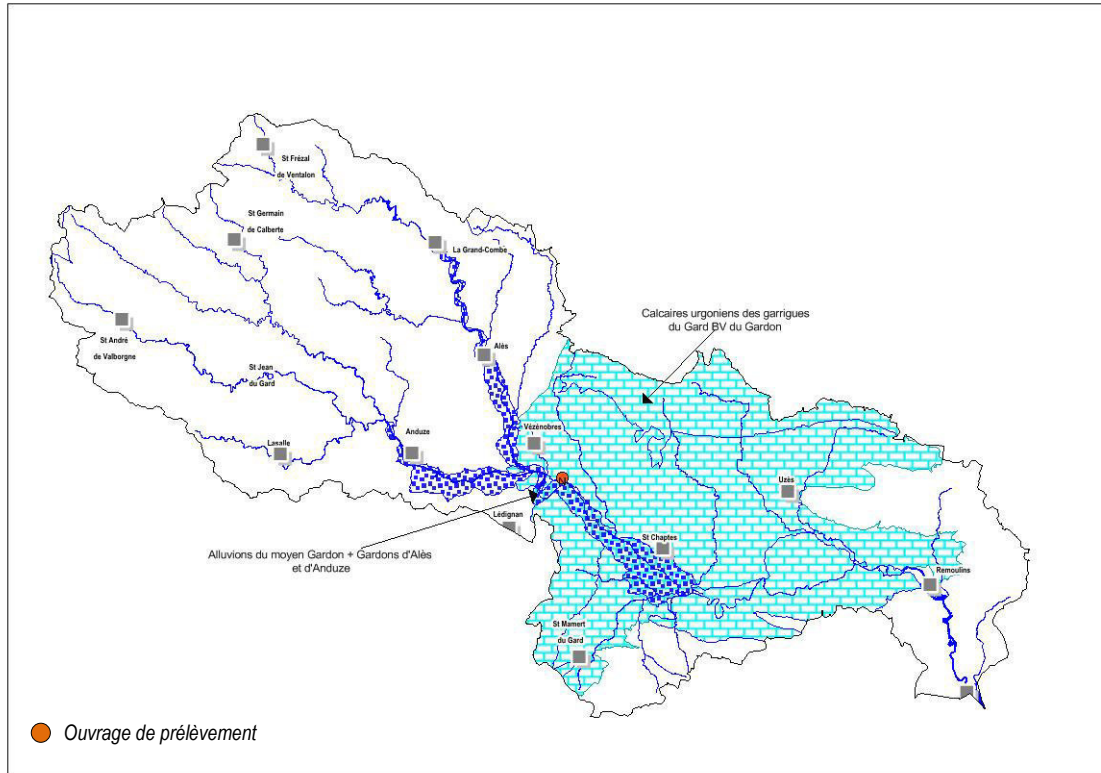 St Frézal
de Ventalon
St Germain
de Calberte
La Grand-Combe
Calcaires urgoniens des garrigues
du Gard BV du Gardon
St André
de Valborgne
Alès
St Jean
du Gard
Anduze
Vézénobres
Lasalle
N
Uzès
Lédignan
St Chaptes
Alluvions du moyen Gardon + Gardons d'Alès
et d'Anduze
Remoulins
St Mamert
du Gard
Ouvrage de prélèvement